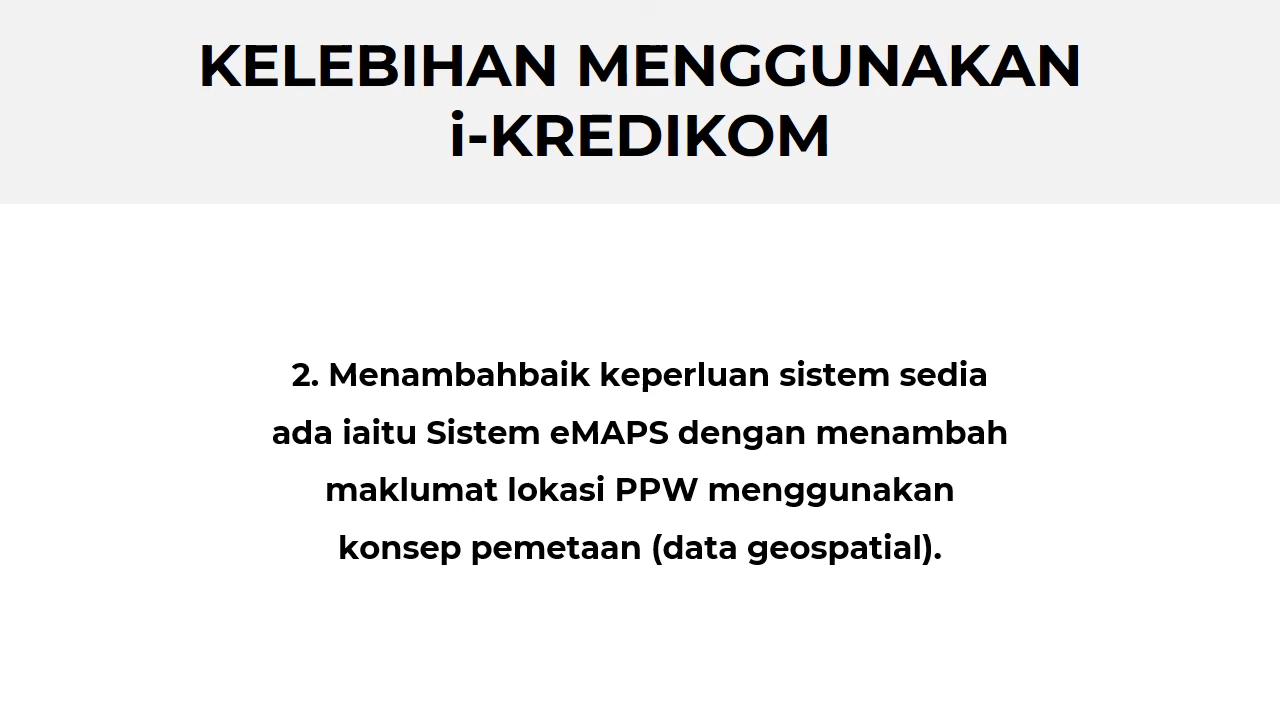 KELEBIHAN MENGGUNAKAN
i-KREDIKOM
2. Menambahbaik keperluan sistem sedia
ada iaitu Sistem eMAPS dengan menambah
maklumat lokasi PPW menggunakan
konsep pemetaan (data geospatial).